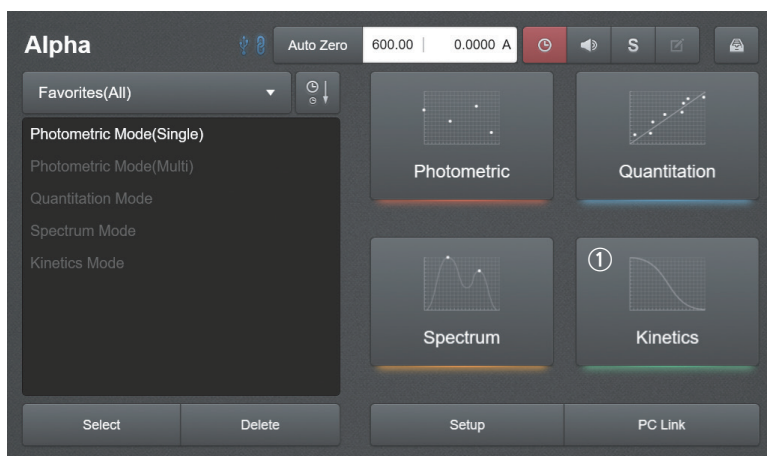 Alpha
Auto Zero
600.00 | 0.0000 A
S
Favorites(All)
Photometric Mode(Single)
Photometric Mode(Multi)
Quantitation Mode
Spectrum Mode
Kinetics Mode
Photometric
Quantitation
Spectrum
①
Kinetics
Select
Delete
Setup
PC Link